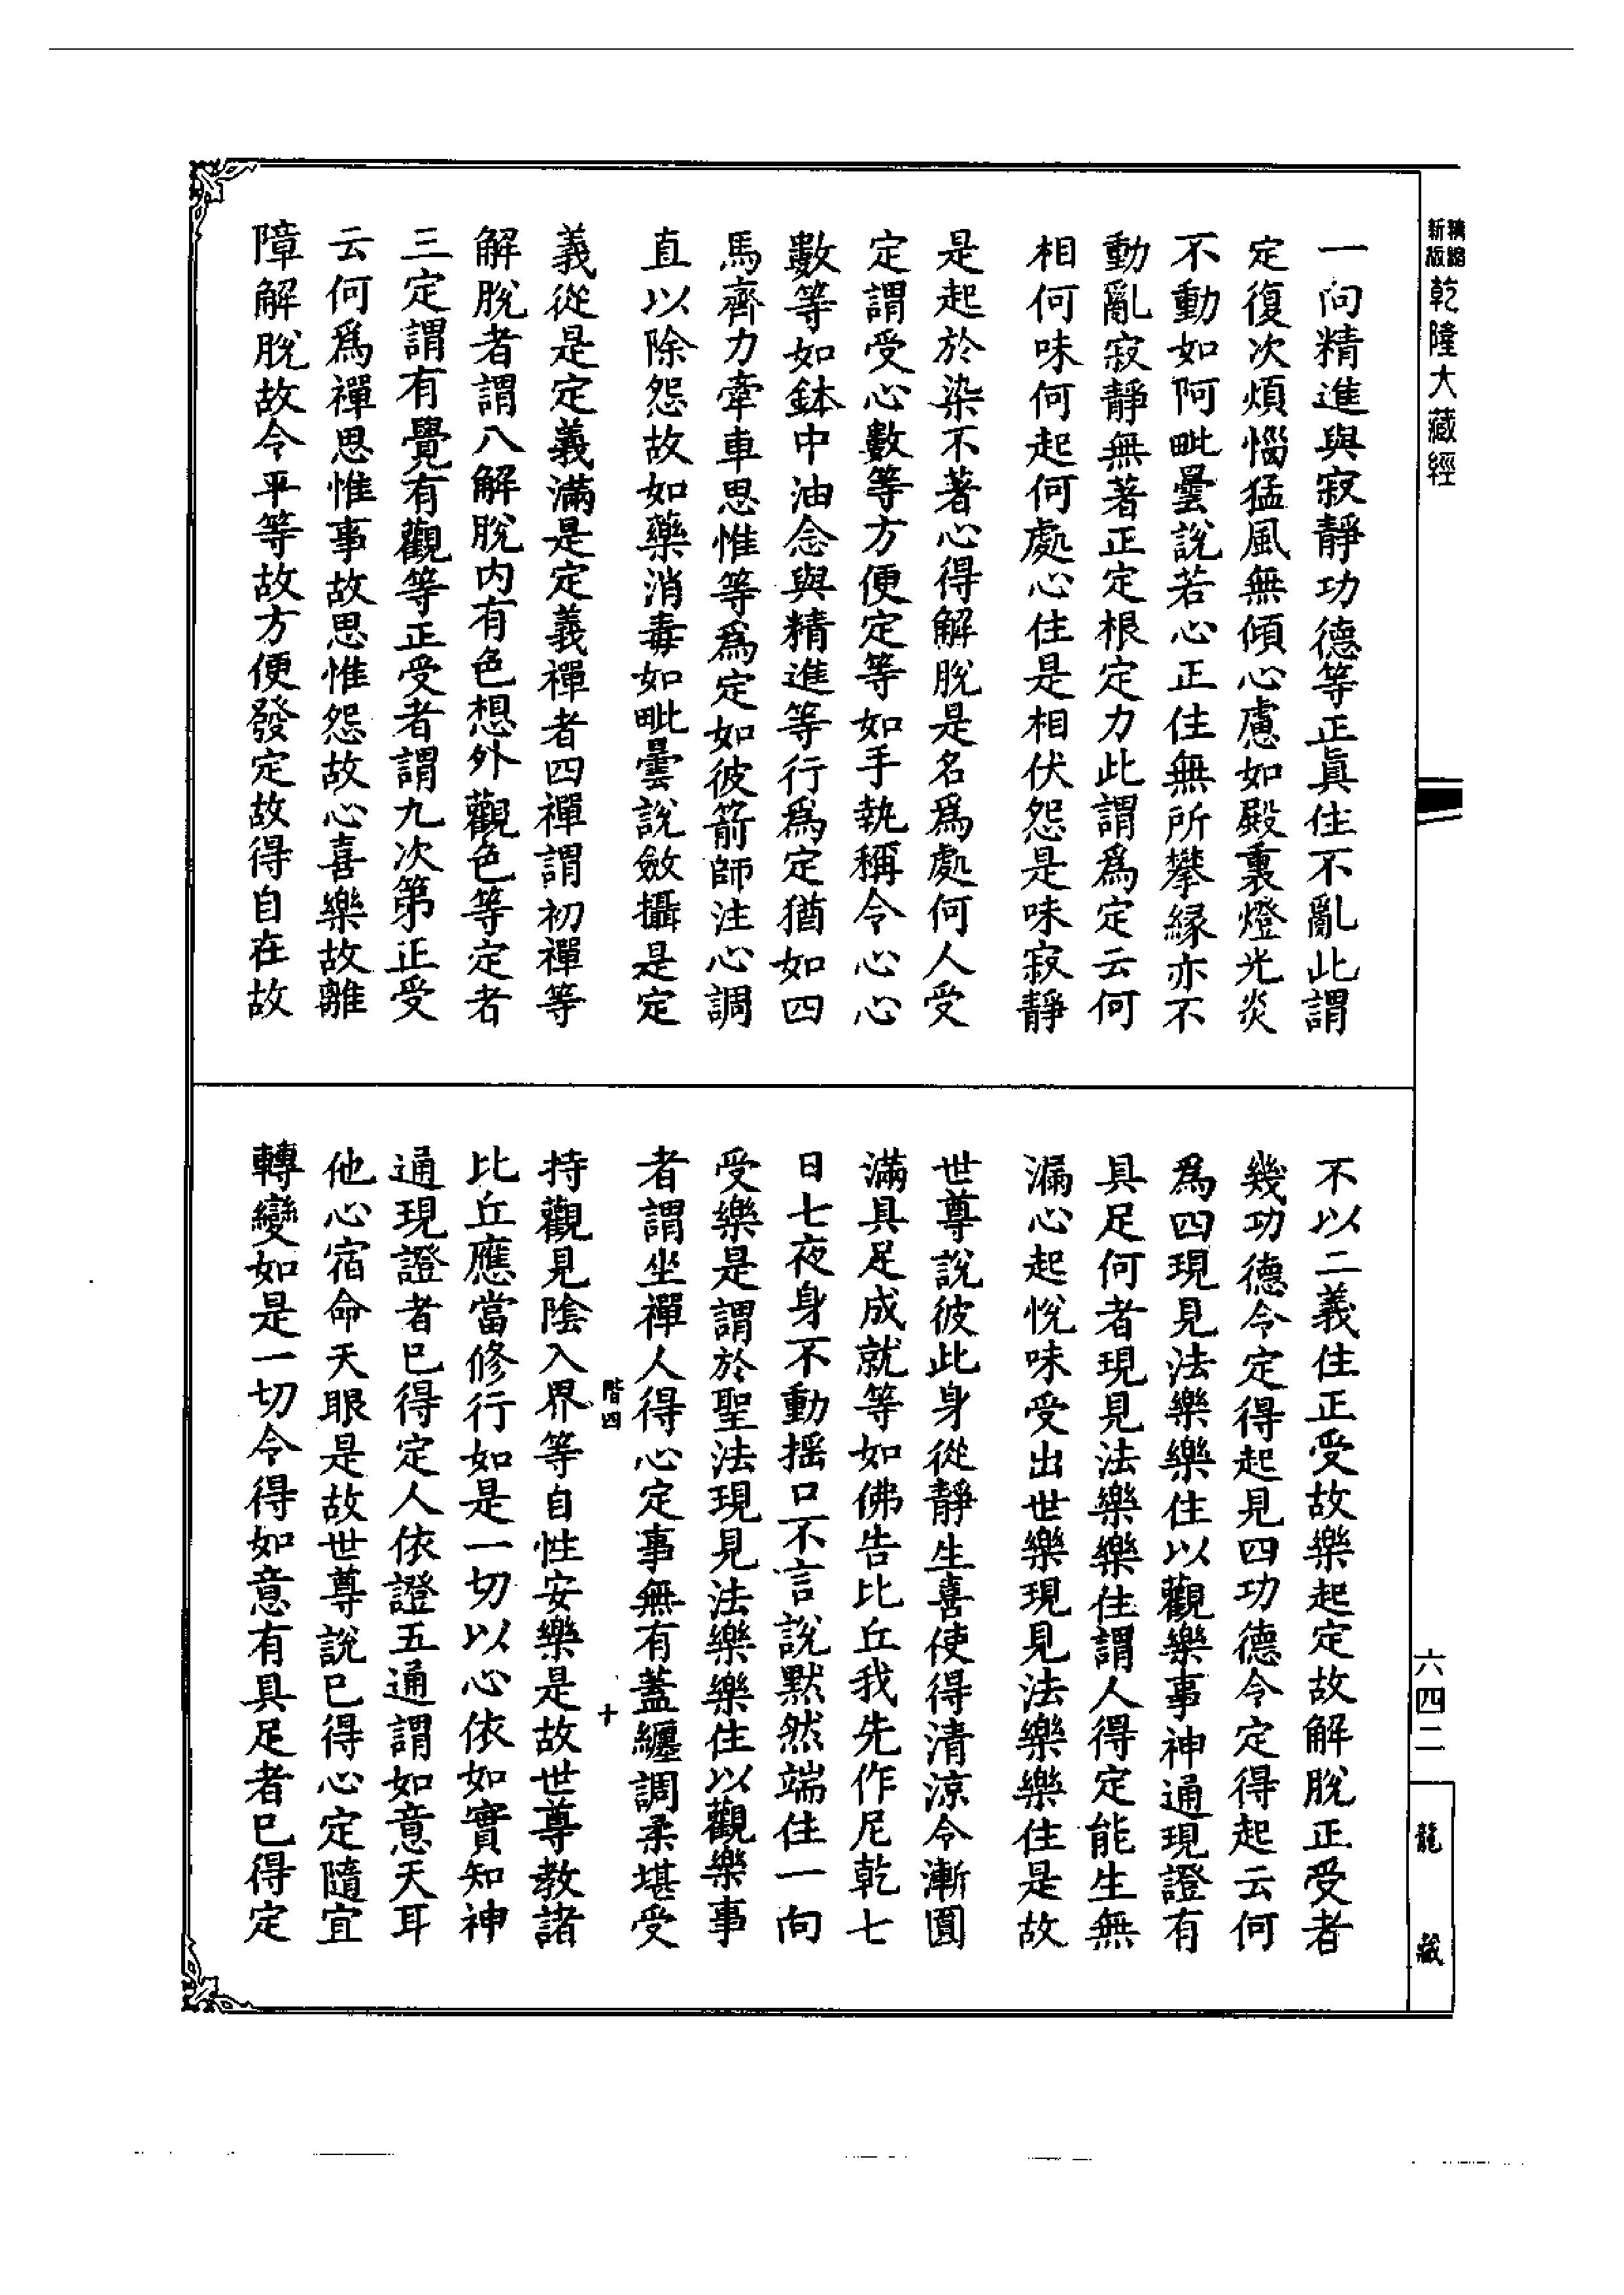 精縮新版乾隆大藏經
一向精進與寂靜功德等正眞住不亂此謂
定復次煩惱猛風無傾心慮如殿裏燈光炎
不動如阿毗曇說若心正住無所攀緣亦不
動亂寂靜無著正定根定力此謂爲定云何
相何味何起何處心住是相伏怨是味寂靜
是起於染不著心得解脫是名爲處何人受
定謂受心數等方便定等如手執稱令心心
數等如鉢中油念與精進等行爲定猶如四
馬齊力牽車思惟等爲定如彼箭師注心調
直以除怨故如藥消毒如毗曇說斂攝是定
義從是定義滿是定義禪者四禪謂初禪等
解脫者謂八解脫內有色想外觀色等定者
三定謂有覺有觀等正受者謂九次第正受
云何爲禪思惟事故思惟怨故心喜樂故離
障解脫故令平等故方便發定故得自在故
不以二義住正受故樂起定故解脫正受者
幾功德令定得起見四功德令定得起云何
爲四現見法樂樂住以觀樂事神通現證有
具足何者現見法樂樂住謂人得定能生無
漏心起悅味受出世樂現見法樂樂住是故
世尊說彼此身從靜生喜使得清涼令漸圓
滿具足成就等如佛告比丘我先作尼乾七
日七夜身不動搖口不言說默然端住一向
受樂是謂於聖法現見法樂樂住以觀樂事
者謂坐禪人得心定事無有蓋纏調柔堪受
階四 十
持觀見陰入界等自性安樂是故世尊教諸
比丘應當修行如是一切以心依如實知神
通現證者已得定人依證五通謂如意天耳
他心宿命天眼是故世尊說已得心定隨宜
轉變如是一切令得如意有具足者已得定
六四二
龍藏